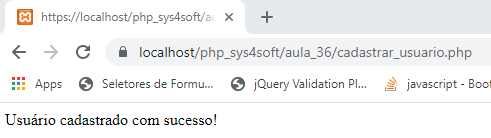 https://localhost/php_sys4soft/au
localhost/php_sys4soft/aula_36/cadastrar_usuario.php
Apps Seletores de Formu... jQuery Validation Pl... javascript - Boot
Usuário cadastrado com sucesso!